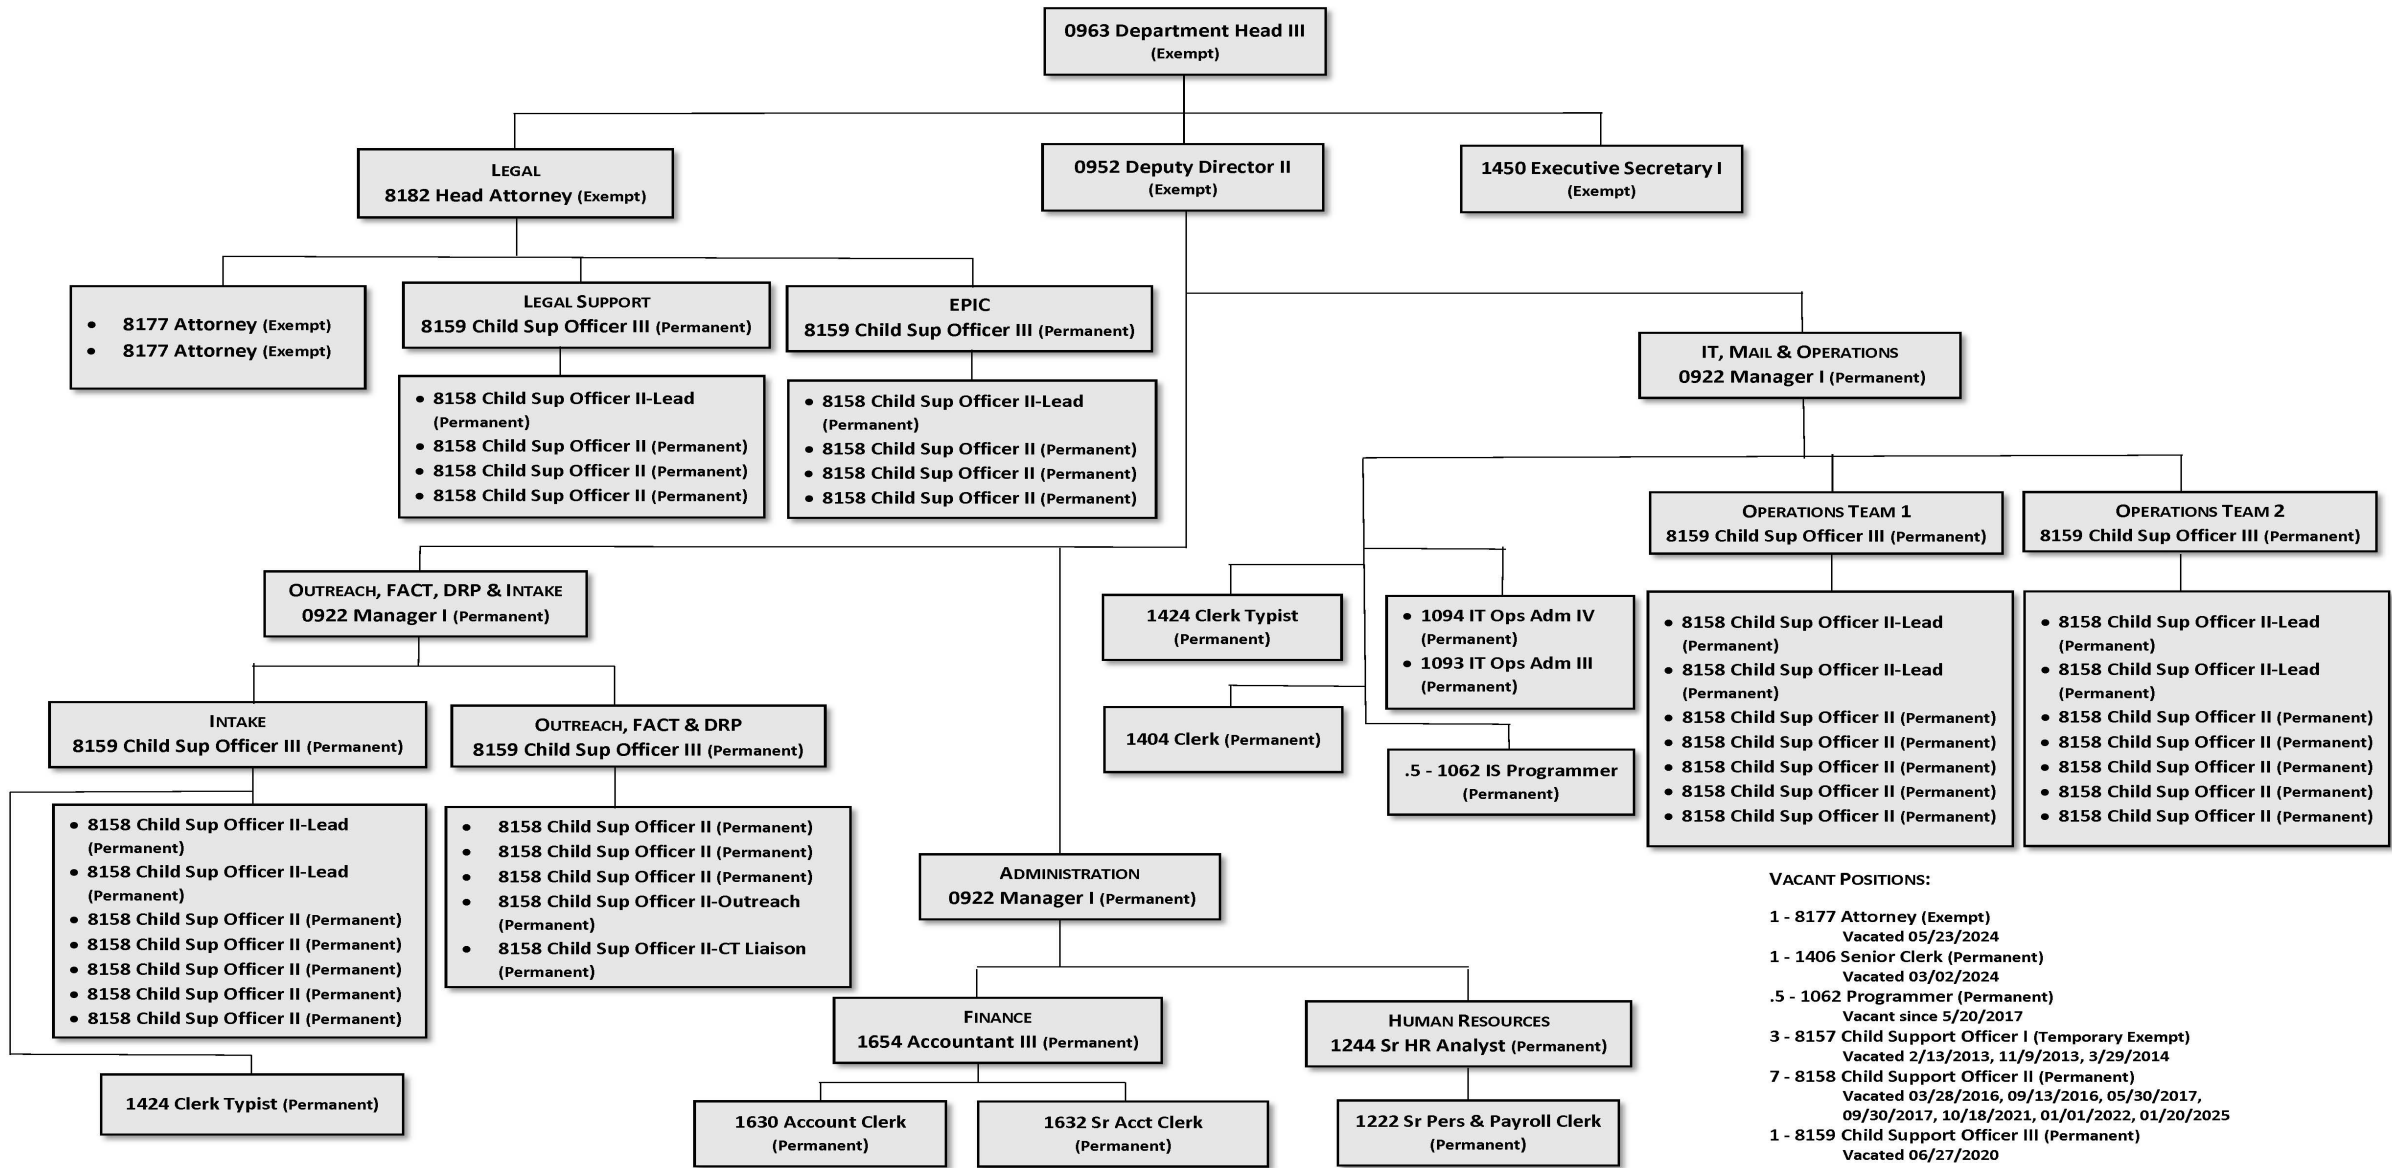 0963 Department Head III
(Exempt)
LEGAL
8182 Head Attorney (Exempt)
0952 Deputy Director II
(Exempt)
1450 Executive Secretary I
(Exempt)
• 8177 Attorney (Exempt)
• 8177 Attorney (Exempt)
LEGAL SUPPORT
8159 Child Sup Officer III (Permanent)
EPIC
8159 Child Sup Officer III (Permanent)
• 8158 Child Sup Officer II-Lead
(Permanent)
• 8158 Child Sup Officer II (Permanent)
• 8158 Child Sup Officer II (Permanent)
• 8158 Child Sup Officer II (Permanent)
• 8158 Child Sup Officer II-Lead
(Permanent)
• 8158 Child Sup Officer II (Permanent)
• 8158 Child Sup Officer II (Permanent)
• 8158 Child Sup Officer II (Permanent)
IT, MAIL & OPERATIONS
0922 Manager I (Permanent)
OPERATIONS TEAM 1
8159 Child Sup Officer III (Permanent)
OPERATIONS TEAM 2
8159 Child Sup Officer III (Permanent)
1424 Clerk Typist
(Permanent)
• 1094 IT Ops Adm IV
(Permanent)
• 1093 IT Ops Adm III
(Permanent)
1404 Clerk (Permanent)
.5 - 1062 IS Programmer
(Permanent)
• 8158 Child Sup Officer II-Lead
(Permanent)
• 8158 Child Sup Officer II-Lead
(Permanent)
• 8158 Child Sup Officer II (Permanent)
• 8158 Child Sup Officer II (Permanent)
• 8158 Child Sup Officer II (Permanent)
• 8158 Child Sup Officer II (Permanent)
• 8158 Child Sup Officer II (Permanent)
• 8158 Child Sup Officer II-Lead
(Permanent)
• 8158 Child Sup Officer II-Lead
(Permanent)
• 8158 Child Sup Officer II (Permanent)
• 8158 Child Sup Officer II (Permanent)
• 8158 Child Sup Officer II (Permanent)
• 8158 Child Sup Officer II (Permanent)
• 8158 Child Sup Officer II (Permanent)
OUTREACH, FACT, DRP & INTAKE
0922 Manager I (Permanent)
INTAKE
8159 Child Sup Officer III (Permanent)
OUTREACH, FACT & DRP
8159 Child Sup Officer III (Permanent)
• 8158 Child Sup Officer II-Lead
(Permanent)
• 8158 Child Sup Officer II-Lead
(Permanent)
• 8158 Child Sup Officer II (Permanent)
• 8158 Child Sup Officer II (Permanent)
• 8158 Child Sup Officer II (Permanent)
• 8158 Child Sup Officer II (Permanent)
• 8158 Child Sup Officer II (Permanent)
• 8158 Child Sup Officer II (Permanent)
• 8158 Child Sup Officer II (Permanent)
• 8158 Child Sup Officer II (Permanent)
• 8158 Child Sup Officer II-Outreach
(Permanent)
• 8158 Child Sup Officer II-CT Liaison
(Permanent)
1424 Clerk Typist (Permanent)
ADMINISTRATION
0922 Manager I (Permanent)
FINANCE
1654 Accountant III (Permanent)
HUMAN RESOURCES
1244 Sr HR Analyst (Permanent)
1630 Account Clerk
(Permanent)
1632 Sr Acct Clerk
(Permanent)
1222 Sr Pers & Payroll Clerk
(Permanent)
VACANT POSITIONS:
1 - 8177 Attorney (Exempt)
Vacated 05/23/2024
1 - 1406 Senior Clerk (Permanent)
Vacated 03/02/2024
.5 - 1062 Programmer (Permanent)
Vacant since 5/20/2017
3 - 8157 Child Support Officer I (Temporary Exempt)
Vacated 2/13/2013, 11/9/2013, 3/29/2014
7 - 8158 Child Support Officer II (Permanent)
Vacated 03/28/2016, 09/13/2016, 05/30/2017,
09/30/2017, 10/18/2021, 01/01/2022, 01/20/2025
1 - 8159 Child Support Officer III (Permanent)
Vacated 06/27/2020